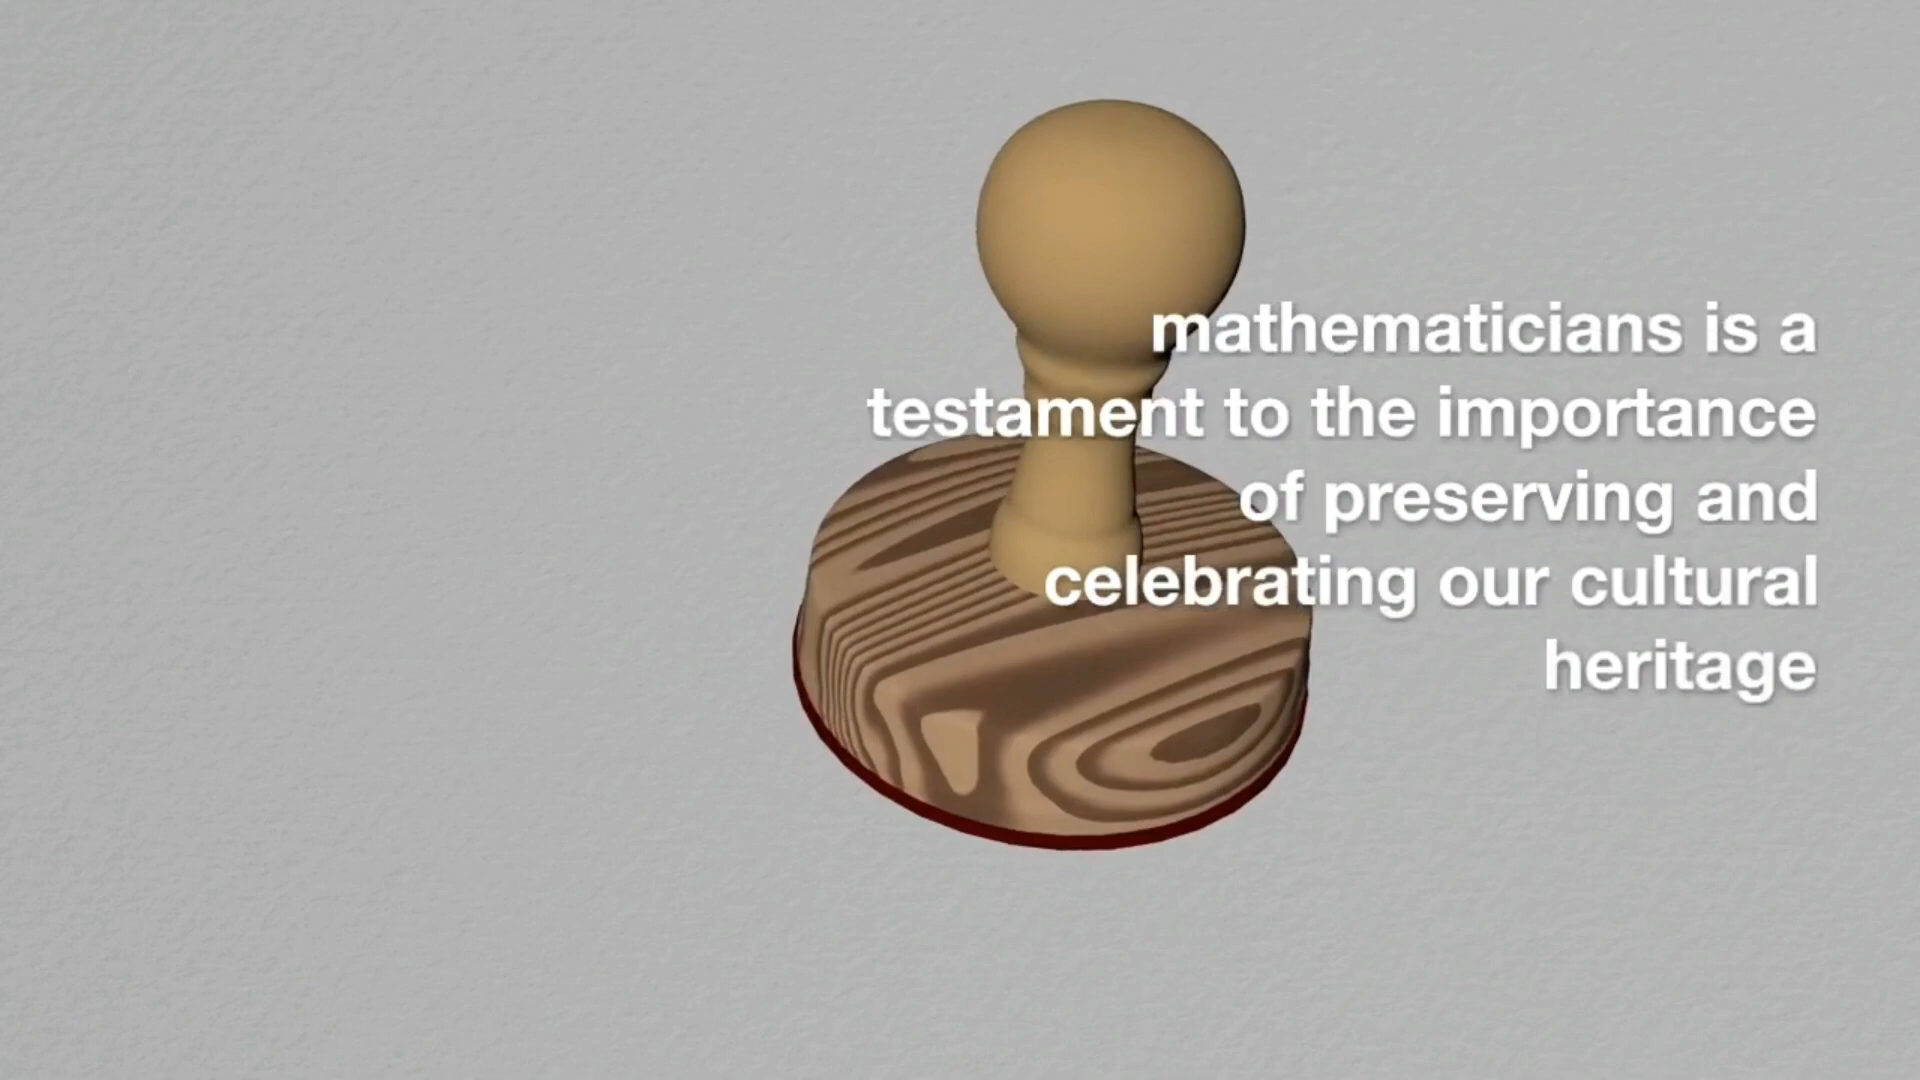 mathematicians is a
testament to the importance
of preserving and
celebrating our cultural
heritage